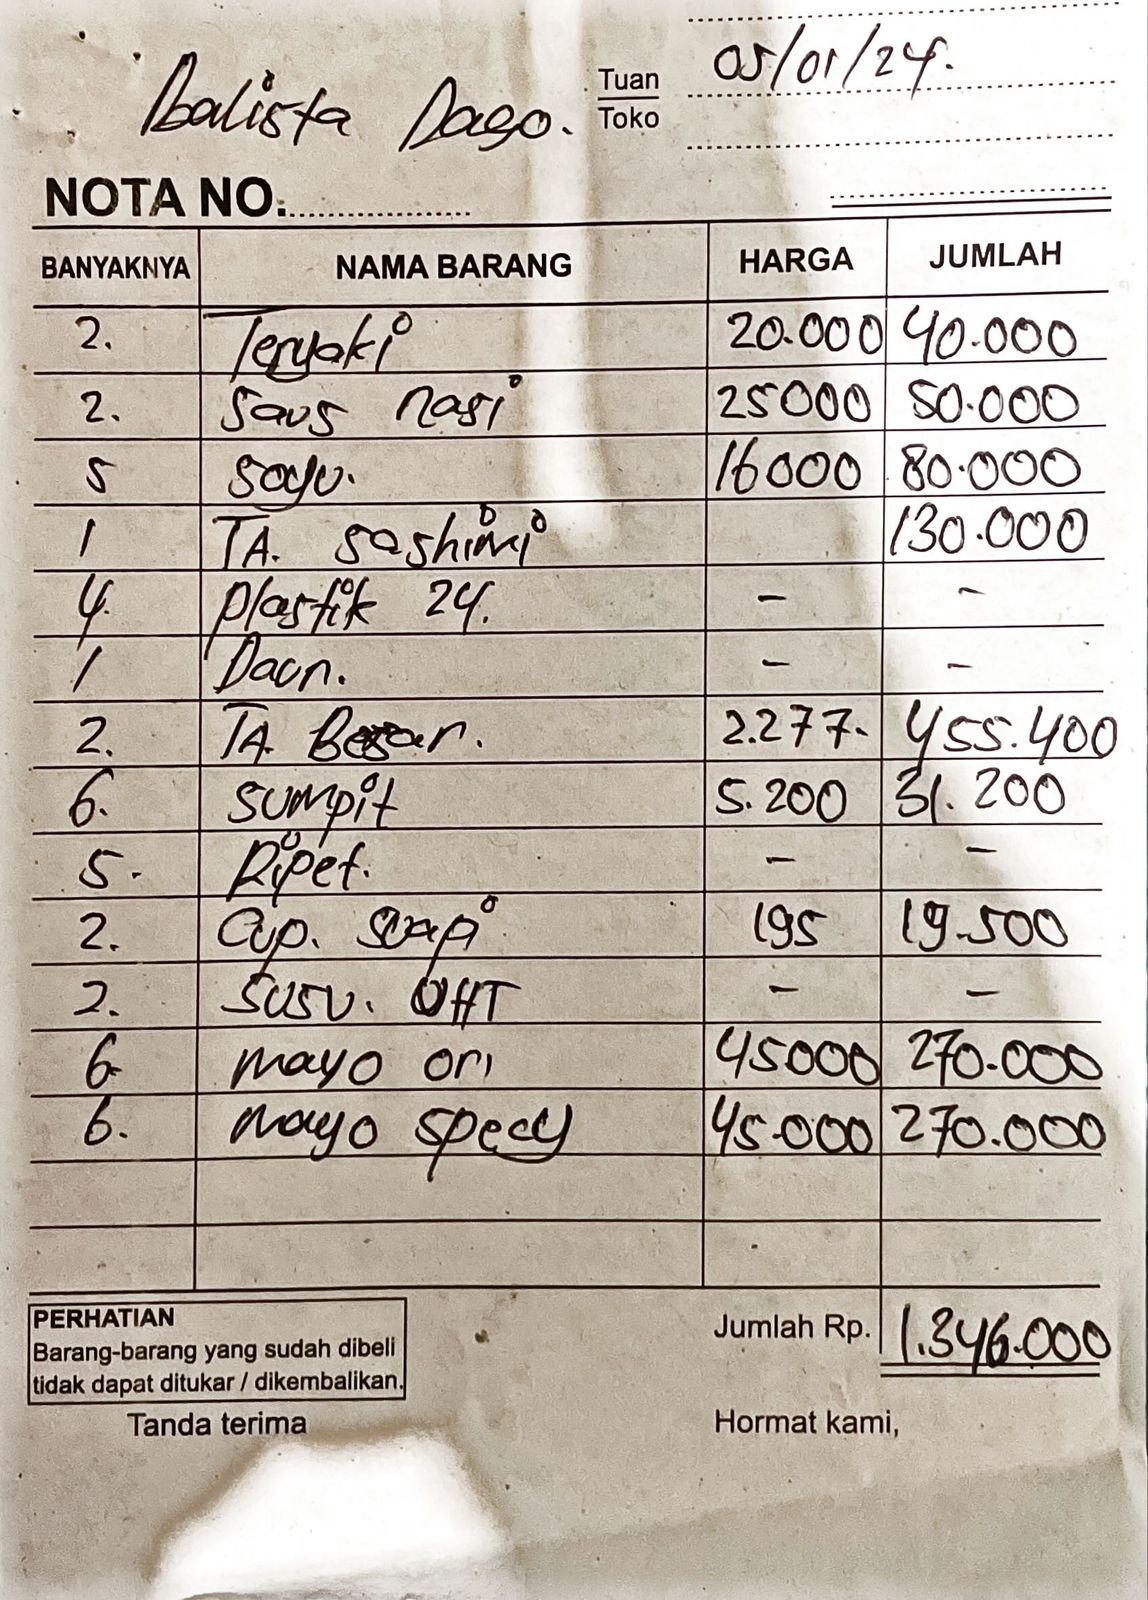 Balista Dago.
Tuan
Toko
05/01/24.
NOTA NO. ....................
BANYAKNYA NAMA BARANG HARGA JUMLAH
2. Teryaki 20.000 40.000
2. Saus nasi 25000 50.000
5 soyu. 16000 80.000
1 TA. sashimi 130.000
4. plastik 24. - -
1 Daun. - -
2. TA. Besar. 2.277. 455.400
6. sumpit 5.200 31.200
5. Ripet. - -
2. Cup. soapi 195 19.500
2. SUSU. UHT - -
6. mayo ori 45000 270.000
6. mayo specy 45.000 270.000
Jumlah Rp. 1.346.000
PERHATIAN
Barang-barang yang sudah dibeli
tidak dapat ditukar / dikembalikan.
Tanda terima Hormat kami,